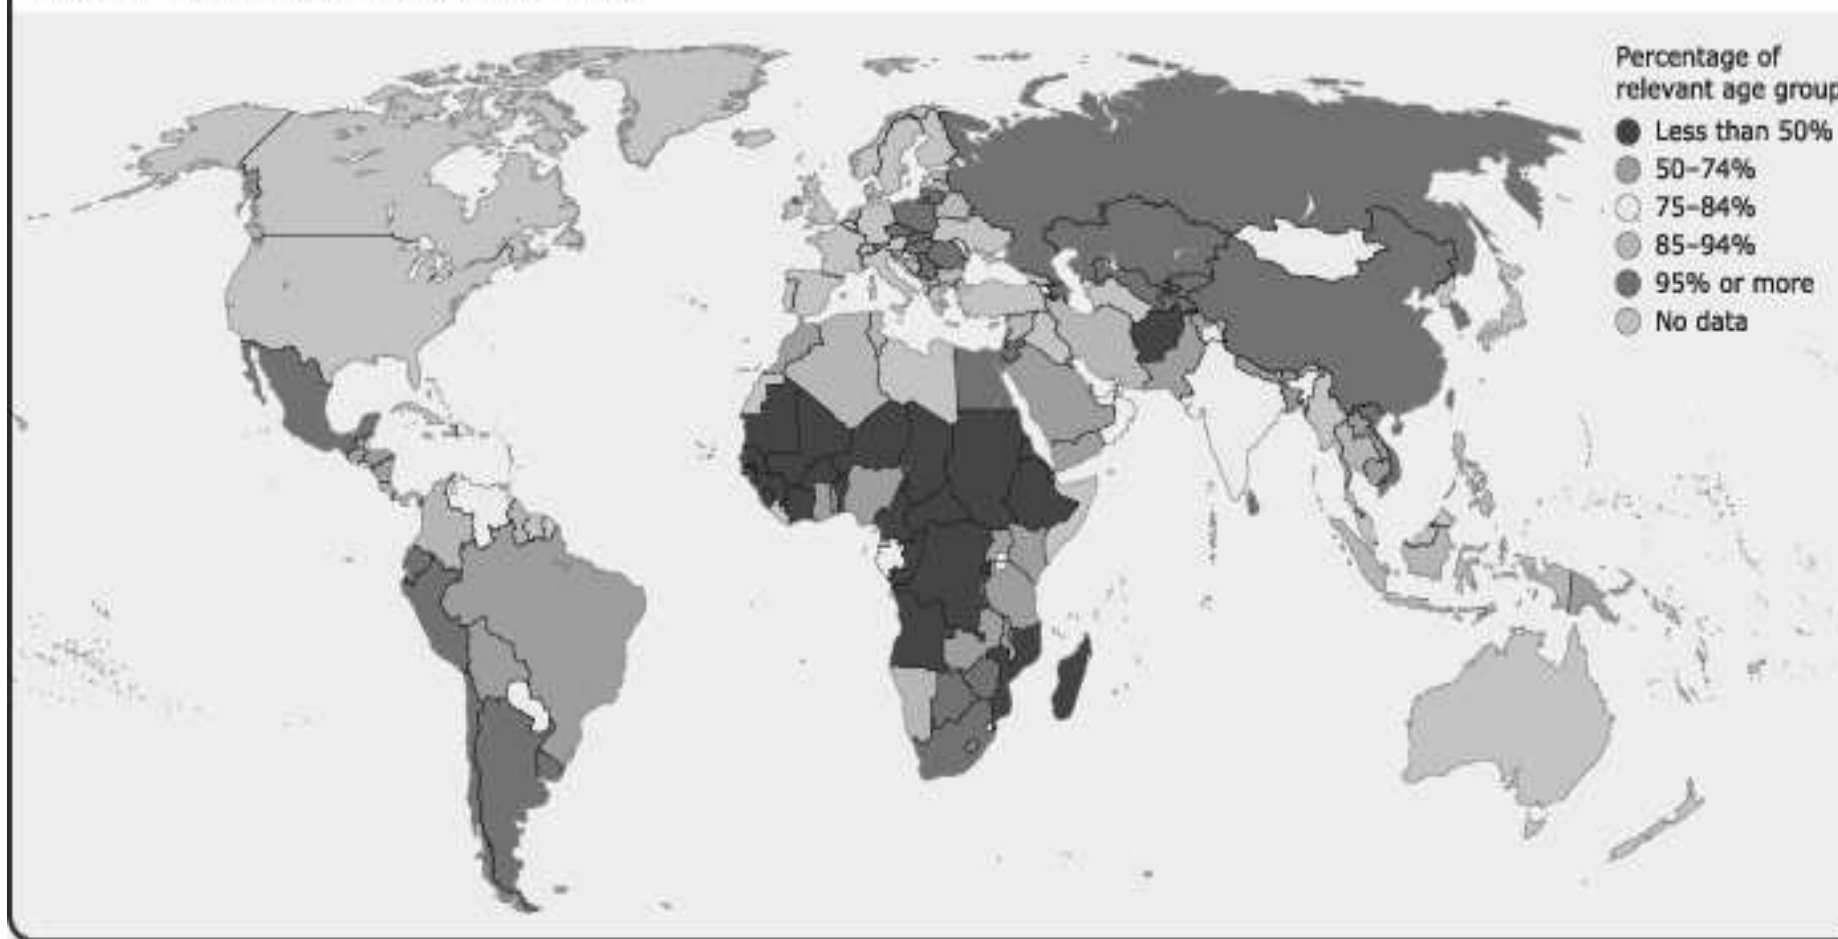 Percentage of
relevant age group
Less than 50%
50–74%
75–84%
85–94%
95% or more
No data